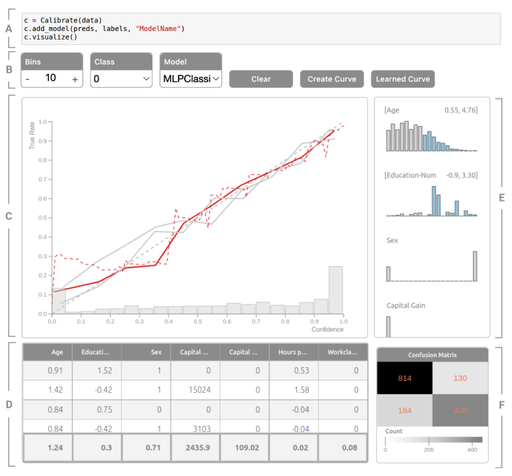 A
c = Calibrate(data)
c.add_model(preds, labels, "ModelName")
c.visualize()
B
Bins
- 10 +
Class
0
Model
MLPClassi
Clear
Create Curve
Learned Curve
C
True Rate
1.0
0.9
0.8
0.7
0.6
0.5
0.4
0.3
0.2
0.1
0.0
0.0 0.1 0.2 0.3 0.4 0.5 0.6 0.7 0.8 0.9 1.0
Confidence
E
[Age 0.55, 4.76]
[Education-Num -0.9, 3.30]
Sex
Capital Gain
D
Age Educati... Sex Capital ... Capital ... Hours p... Workcla...
0.91 1.52 1 0 0 0.53 0
1.42 -0.42 1 15024 0 1.58 0
0.84 0.75 0 0 0 -0.04 0
0.84 -0.42 1 3103 0 -0.04 0
1.24 0.3 0.71 2435.9 109.02 0.02 0.08
F
Confusion Matrix
814 130
184 420
Count
0 200 400